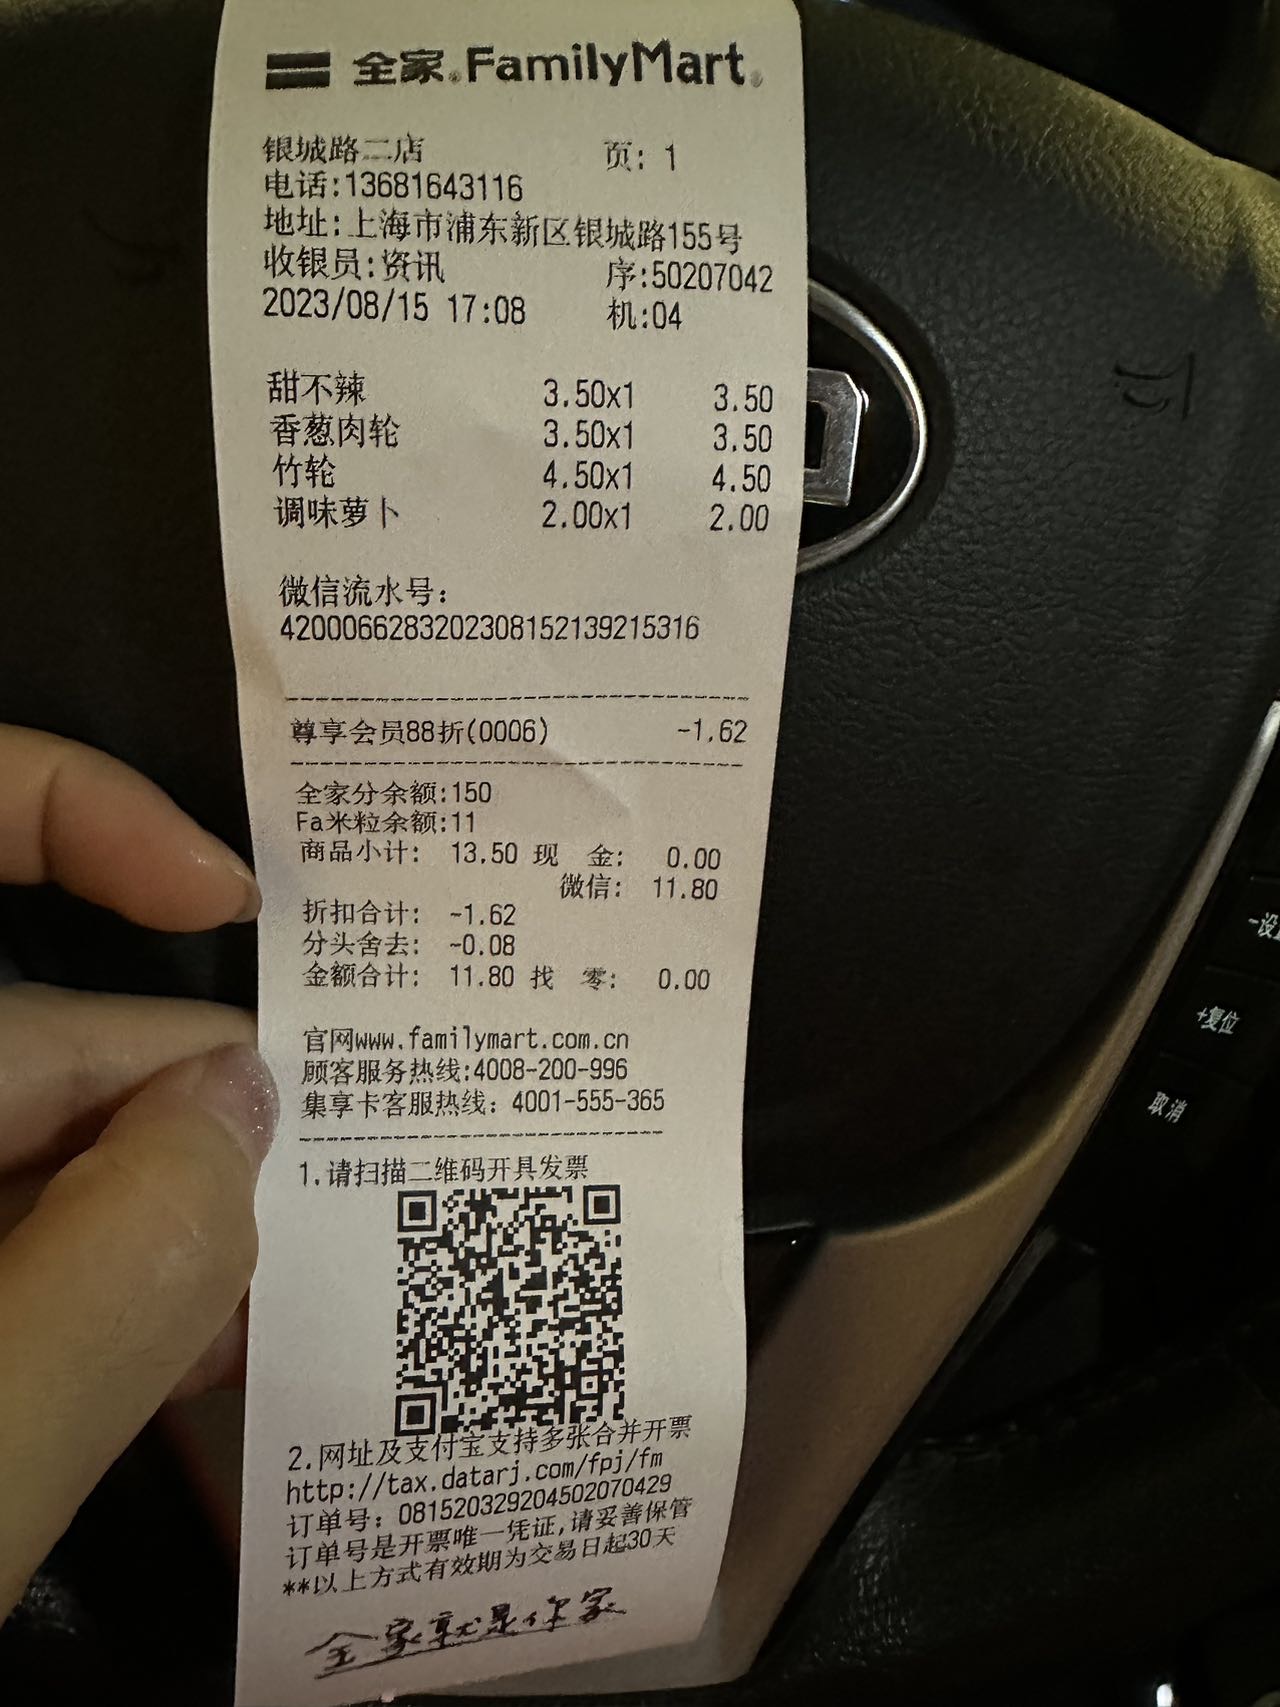 全家 FamilyMart
银城路二店 页: 1
电话:13681643116
地址:上海市浦东新区银城路155号
收银员:资讯 序:50207042
2023/08/15 17:08 机:04
甜不辣 3.50x1 3.50
香葱肉轮 3.50x1 3.50
竹轮 4.50x1 4.50
调味萝卜 2.00x1 2.00
微信流水号:
4200066283202308152139215316
尊享会员88折(0006) -1.62
全家分余额:150
Fa米粒余额:11
商品小计: 13.50 现 金: 0.00
微信: 11.80
折扣合计: -1.62
分头舍去: -0.08
金额合计: 11.80 找 零: 0.00
官网www.familymart.com.cn
顾客服务热线:4008-200-996
集享卡客服热线: 4001-555-365
1.请扫描二维码开具发票
2.网址及支付宝支持多张合并开票
http://tax.datarj.com/fpj/fm
订单号: 081520329204502070429
订单号是开票唯一凭证,请妥善保管
**以上方式有效期为交易日起30天
全家就是你家
+复位
取消